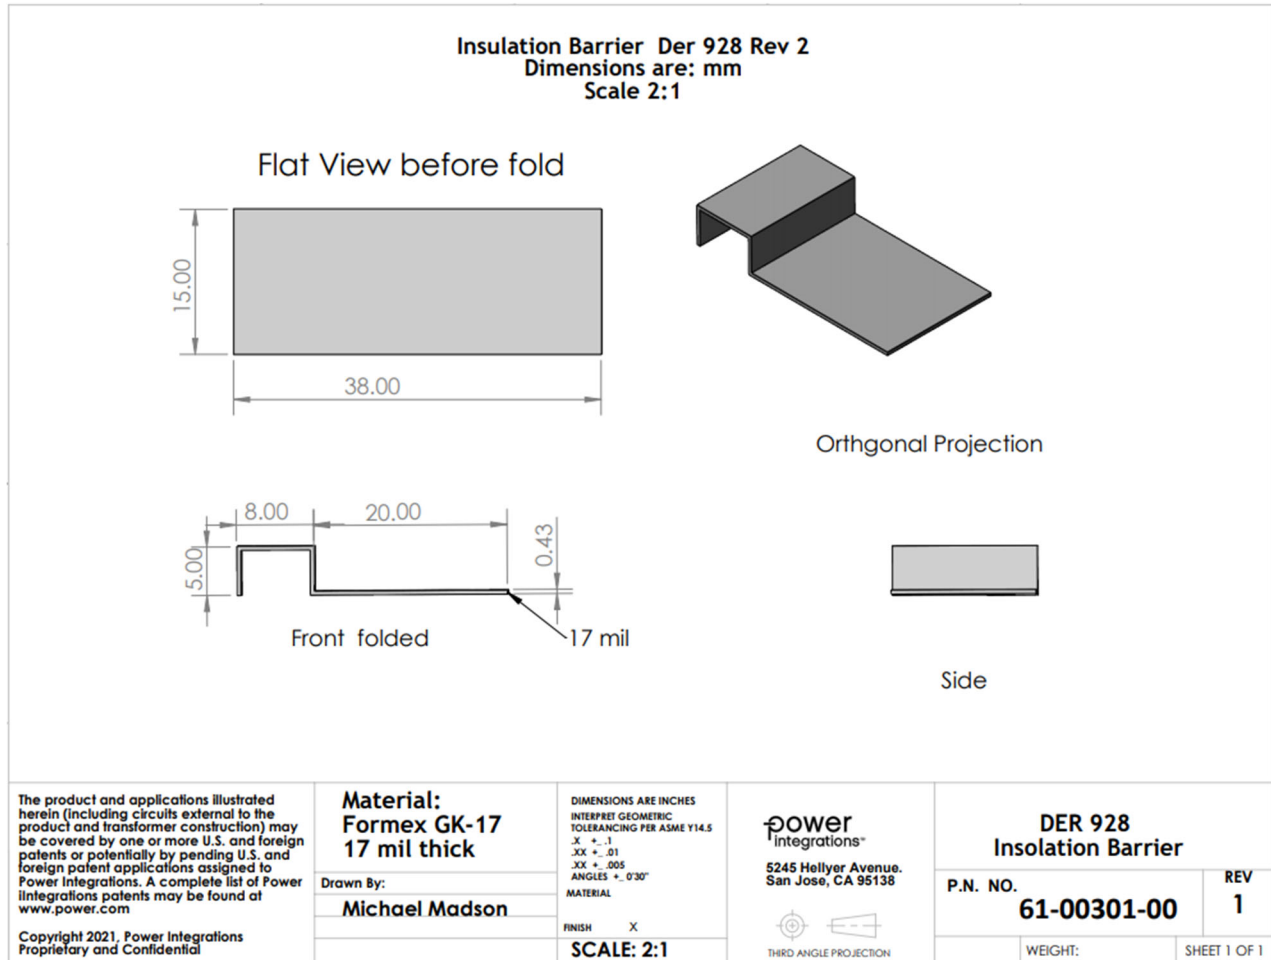 Insulation Barrier Der 928 Rev 2
Dimensions are: mm
Scale 2:1
Flat View before fold
15.00
38.00
Orthgonal Projection
8.00
20.00
0.43
5.00
Front folded
17 mil
Side
The product and applications illustrated
herein (including circuits external to the
product and transformer construction) may
be covered by one or more U.S. and foreign
patents or potentially by pending U.S. and
foreign patent applications assigned to
Power Integrations. A complete list of Power
iIntegrations patents may be found at
www.power.com
Copyright 2021, Power Integrations
Proprietary and Confidential
Material:
Formex GK-17
17 mil thick
Drawn By:
Michael Madson
DIMENSIONS ARE INCHES
INTERPRET GEOMETRIC
TOLERANCING PER ASME Y14.5
.X +_ .1
.XX +_ .01
.XX +_ .005
ANGLES +_ 0'30"
MATERIAL
FINISH X
SCALE: 2:1
power
integrations™
5245 Hellyer Avenue.
San Jose, CA 95138
THIRD ANGLE PROJECTION
DER 928
Insolation Barrier
P.N. NO.
61-00301-00
REV
1
WEIGHT:
SHEET 1 OF 1